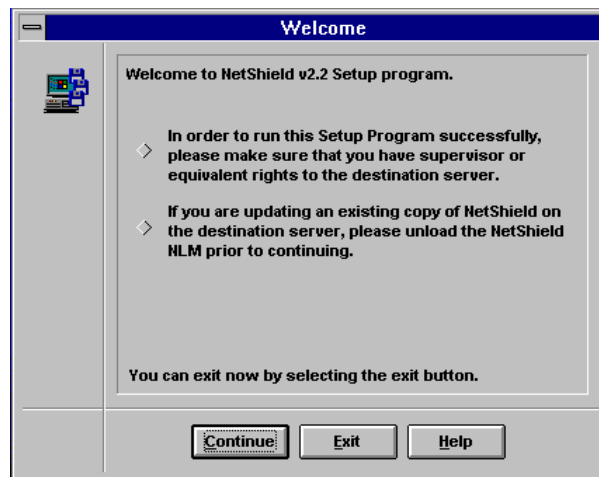 Welcome
Welcome to NetShield v2.2 Setup program.
In order to run this Setup Program successfully,
please make sure that you have supervisor or
equivalent rights to the destination server.
If you are updating an existing copy of NetShield on
the destination server, please unload the NetShield
NLM prior to continuing.
You can exit now by selecting the exit button.
Continue Exit Help